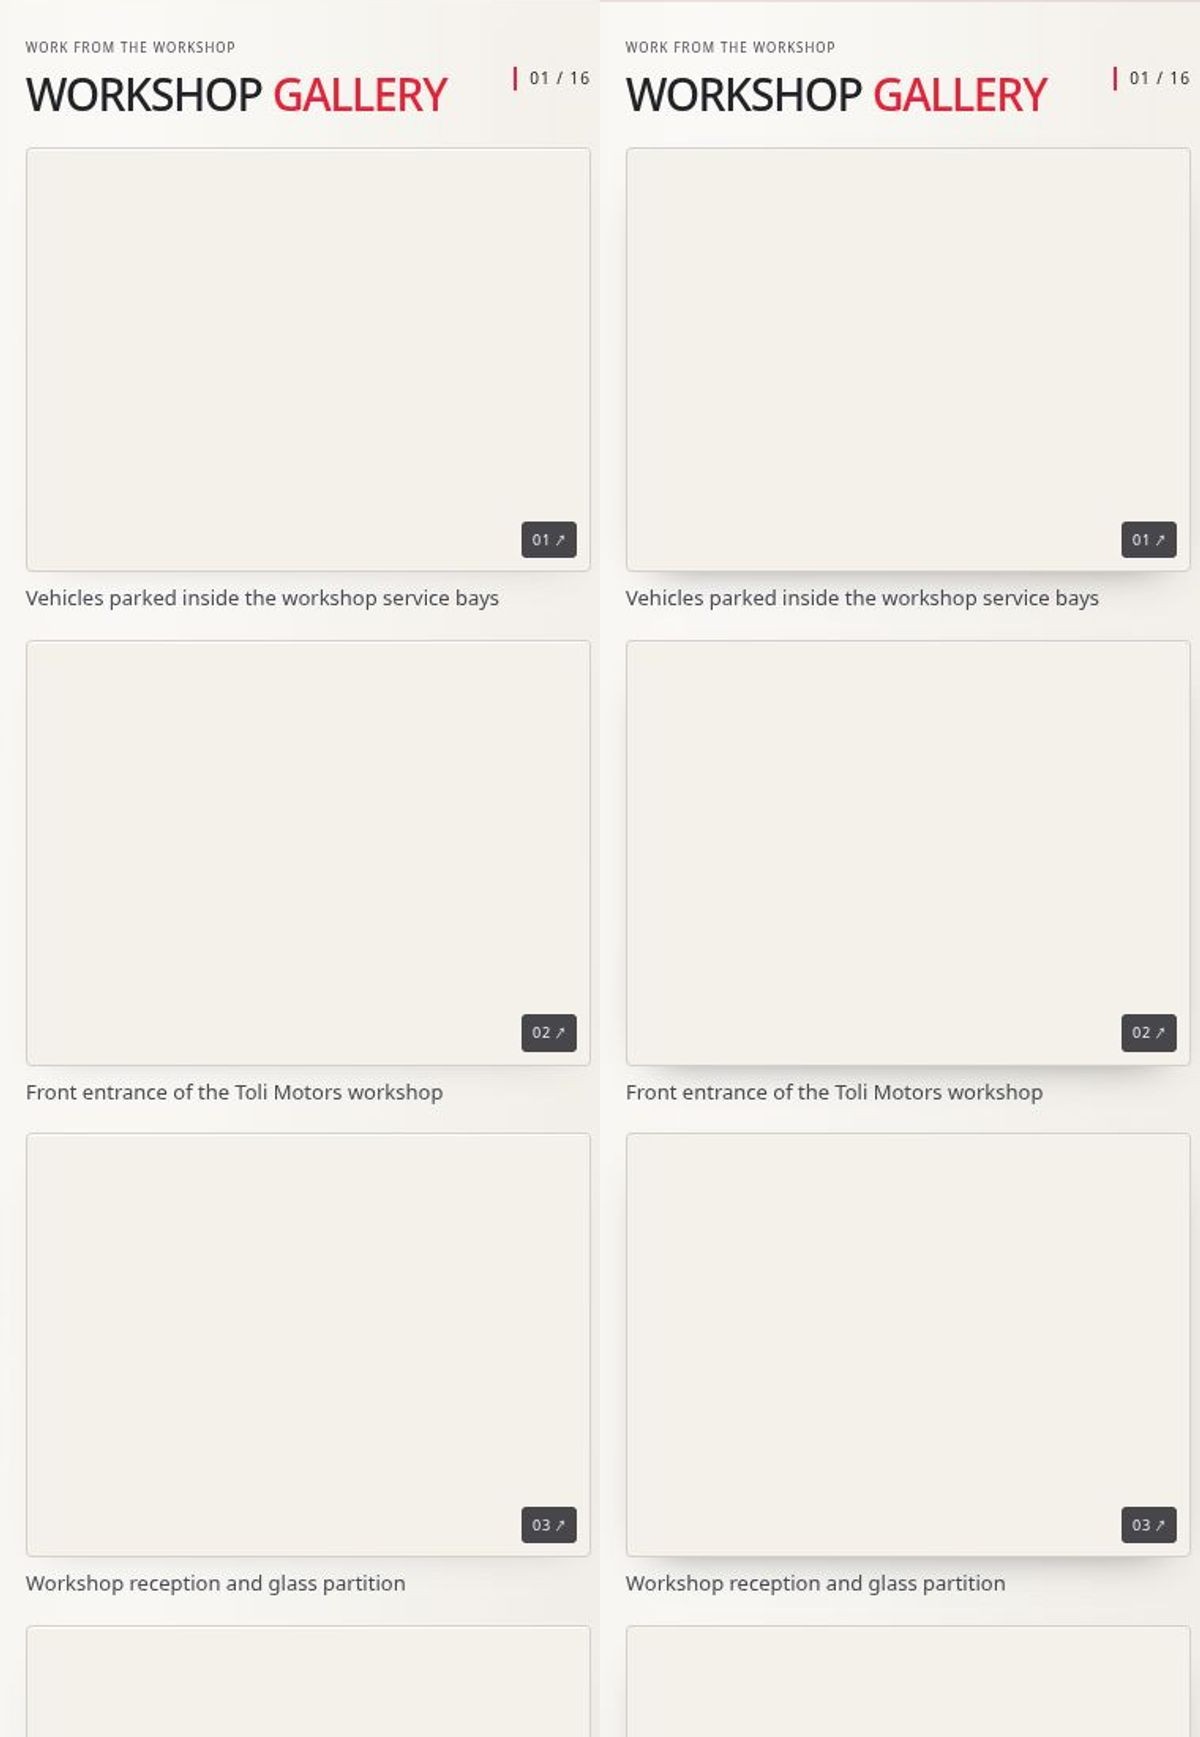 WORK FROM THE WORKSHOP
WORKSHOP GALLERY
01 / 16
01 ↗
Vehicles parked inside the workshop service bays
02 ↗
Front entrance of the Toli Motors workshop
03 ↗
Workshop reception and glass partition
WORK FROM THE WORKSHOP
WORKSHOP GALLERY
01 / 16
01 ↗
Vehicles parked inside the workshop service bays
02 ↗
Front entrance of the Toli Motors workshop
03 ↗
Workshop reception and glass partition